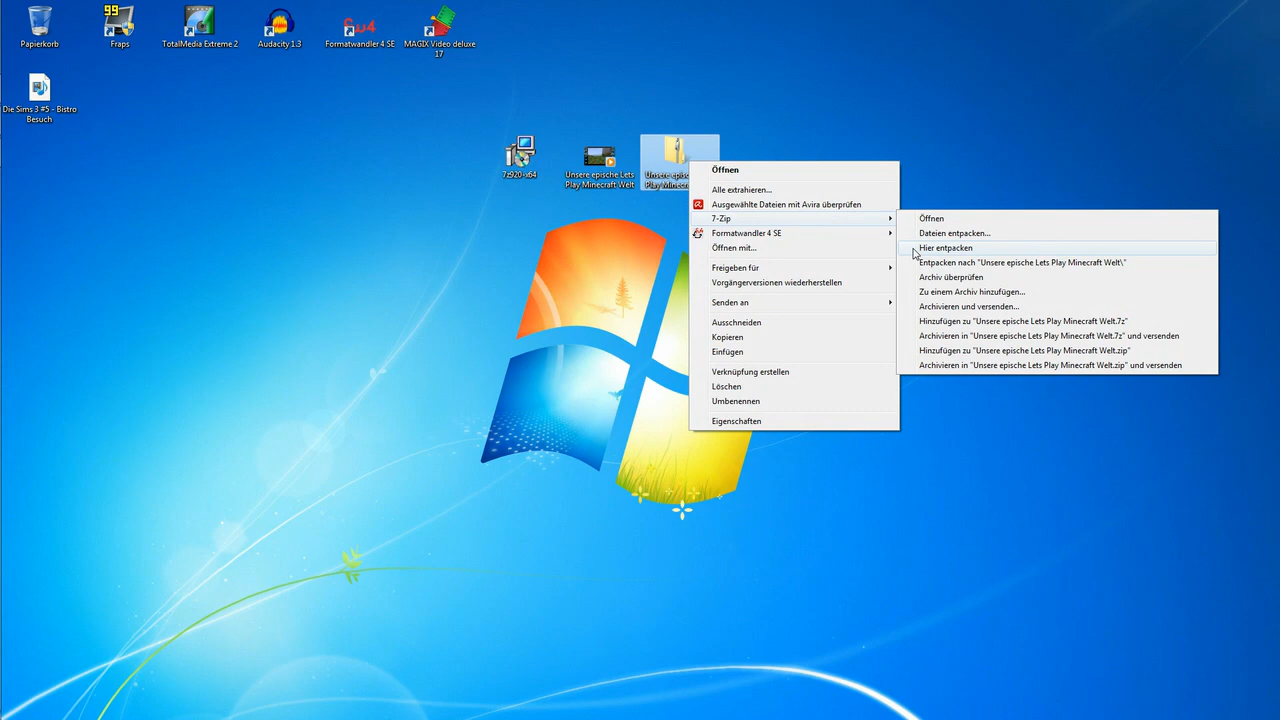 99
Papierkorb
Fraps
TotalMedia Extreme 2
Audacity 1.3
Formatwandler 4 SE
MAGIX Video deluxe
17
Die Sims 3 #5 - Bistro
Besuch
7z920-x64
Unsere epische Lets
Play Minecraft Welt
Unsere
Play
Öffnen
Alle extrahieren...
Ausgewählte Dateien mit Avira überprüfen
7-Zip
Formatwandler 4 SE
Öffnen mit...
Freigeben für
Vorgängerversionen wiederherstellen
Senden an
Ausschneiden
Kopieren
Einfügen
Verknüpfung erstellen
Löschen
Umbenennen
Eigenschaften
Öffnen
Dateien entpacken...
Hier entpacken
Entpacken nach "Unsere epische Lets Play Minecraft Welt\"
Archiv überprüfen
Zu einem Archiv hinzufügen...
Archivieren und versenden...
Hinzufügen zu "Unsere epische Lets Play Minecraft Welt.7z"
Archivieren in "Unsere epische Lets Play Minecraft Welt.7z" und versenden
Hinzufügen zu "Unsere epische Lets Play Minecraft Welt.zip"
Archivieren in "Unsere epische Lets Play Minecraft Welt.zip" und versenden